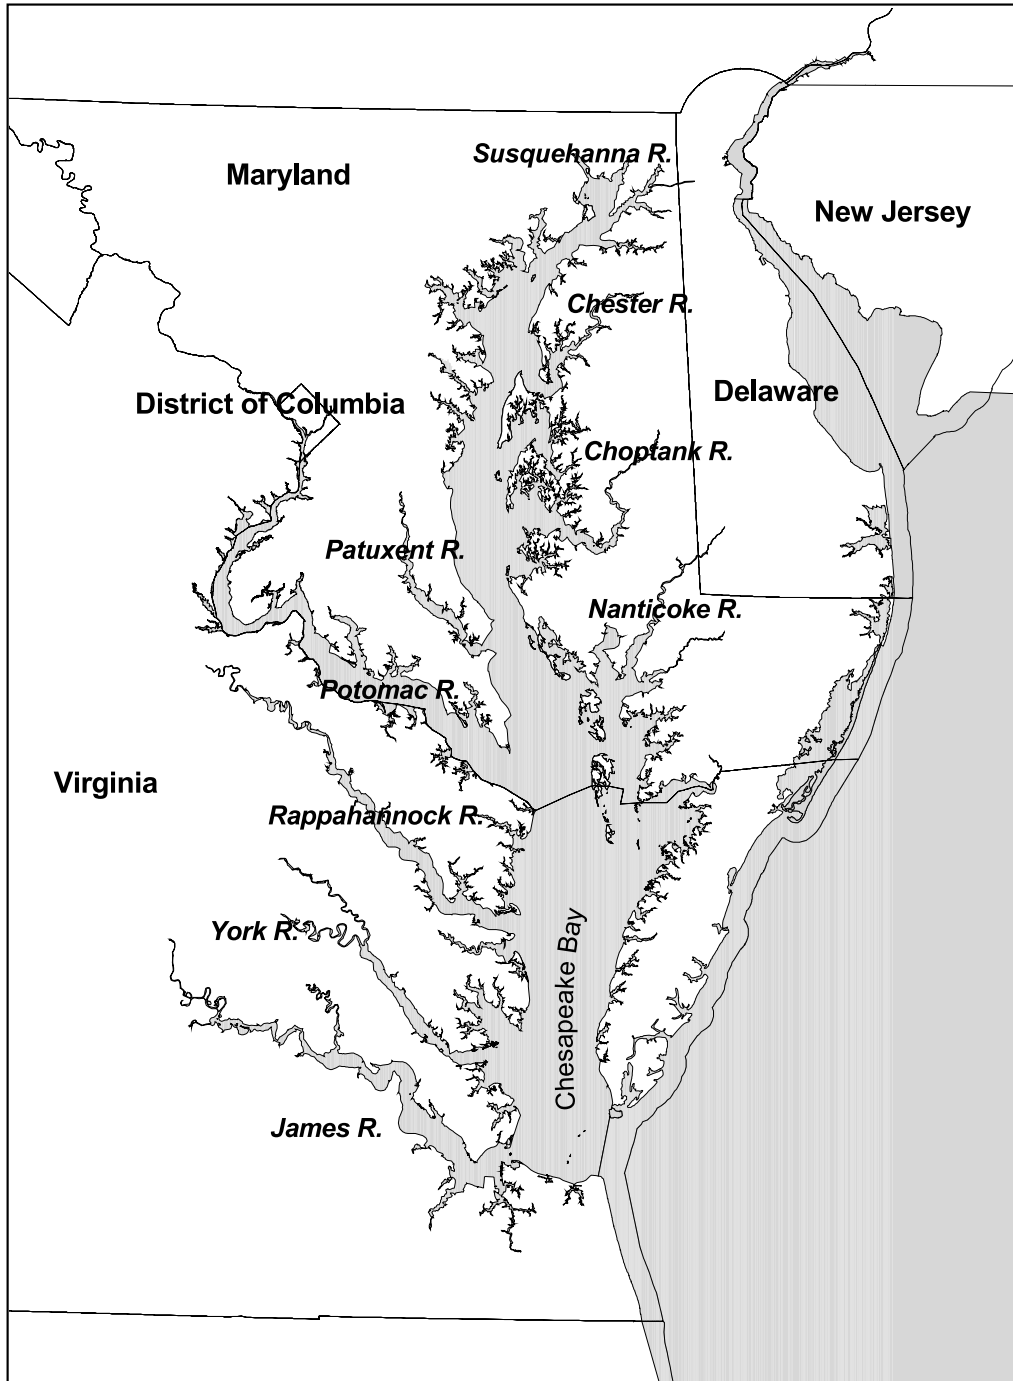 Susquehanna R.
Maryland
New Jersey
Chester R.
Delaware
District of Columbia
Choptank R.
Patuxent R.
Nanticoke R.
Potomac R.
Virginia
Rappahannock R.
York R.
Chesapeake Bay
James R.